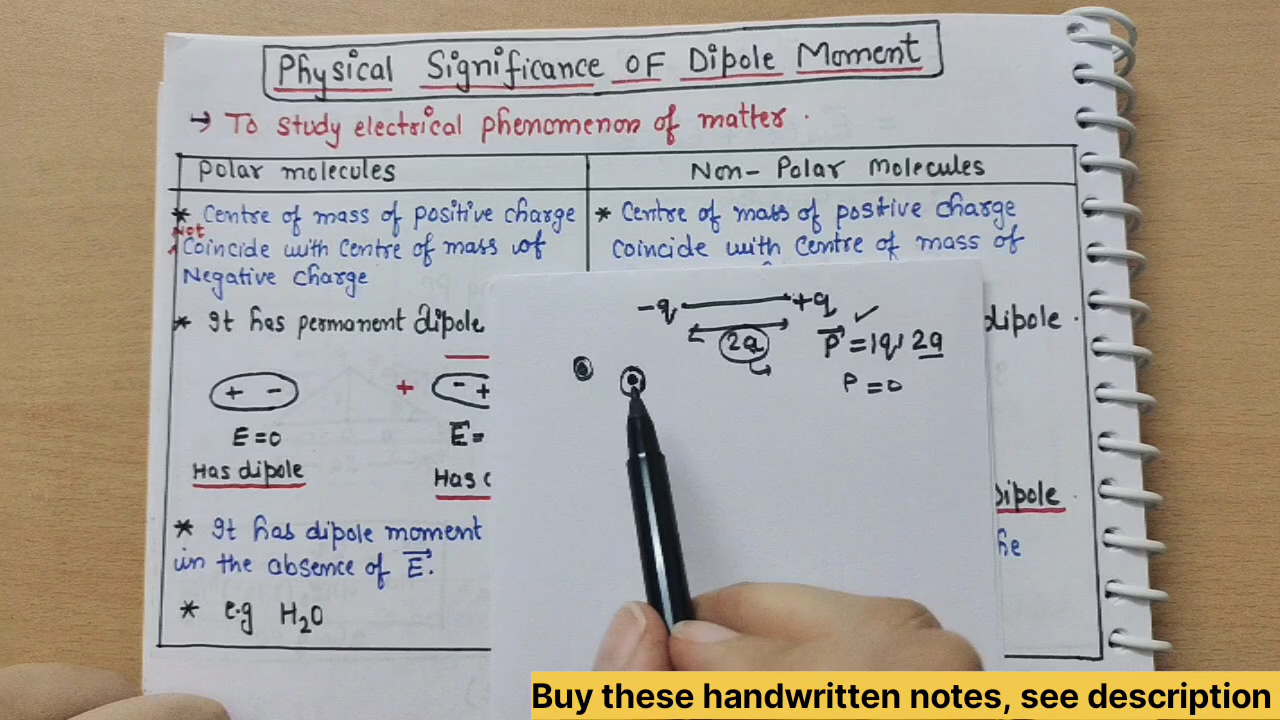 Physical Significance OF Dipole Moment
→ To study electrical phenomenon of matter.
Polar molecules
Non-Polar Molecules
* Centre of mass of positive charge
Not
Coincide with Centre of mass of
Negative charge
* Centre of mass of positive charge
Coincide with Centre of mass of
* It has permanent dipole
dipole.
+ -
+
- +
E=0
E=
Has dipole
Has
dipole.
* It has dipole moment
in the absence of E⃗.
he
* e.g H₂O
-q
+q
2a
P⃗ = 2a
P = 0
Buy these handwritten notes, see description